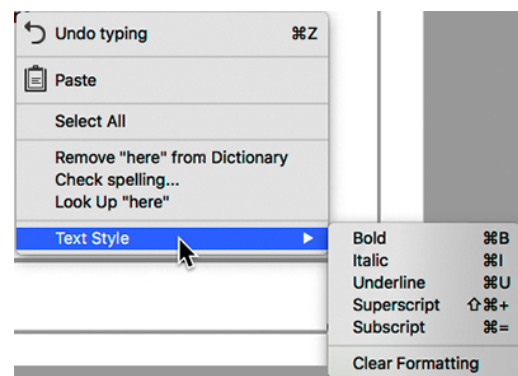 Undo typing ⌘Z
Paste
Select All
Remove "here" from Dictionary
Check spelling...
Look Up "here"
Text Style
Bold ⌘B
Italic ⌘I
Underline ⌘U
Superscript ⇧⌘+
Subscript ⌘=
Clear Formatting